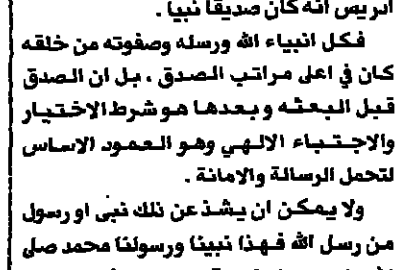 ادريس انه كان صديقا نبيا .
فكل انبياء الله ورسله وصفوته من خلقه
كان في اعلى مراتب الصدق ، بل ان الصدق
قبل البعثه وبعدها هو شرط الاختيار
والاجتباء الالهي وهو العمود الاساس
لتحمل الرسالة والامانة .
ولا يمكن ان يشذ عن ذلك نبى او رسول
من رسل الله فهذا نبينا ورسولنا محمد صلى